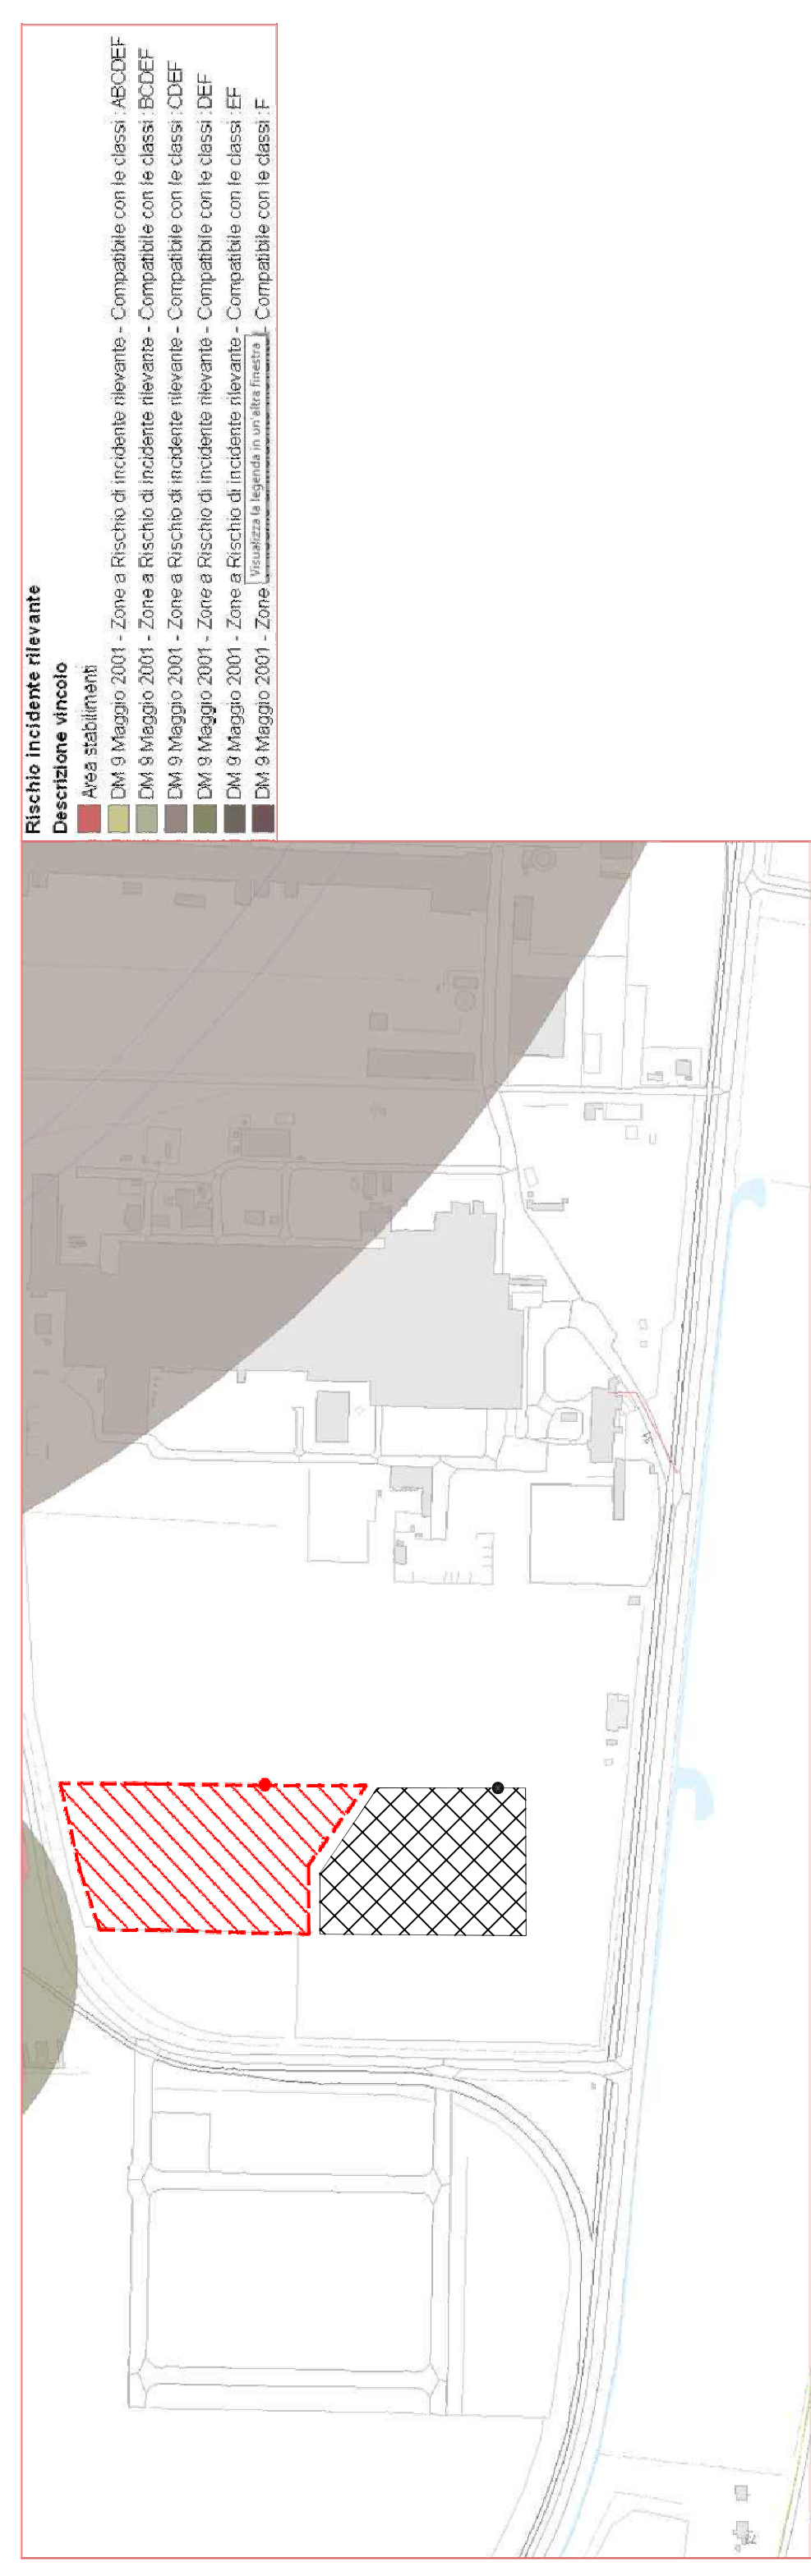 Rischio incidente rilevante
Descrizione vincolo
Area stabilimenti
DM 9 Maggio 2001 - Zone a Rischio di incidente rilevante - Compatibile con le classi : ABCDEF
DM 9 Maggio 2001 - Zone a Rischio di incidente rilevante - Compatibile con le classi : BCDEF
DM 9 Maggio 2001 - Zone a Rischio di incidente rilevante - Compatibile con le classi : CDEF
DM 9 Maggio 2001 - Zone a Rischio di incidente rilevante - Compatibile con le classi : DEF
DM 9 Maggio 2001 - Zone a Rischio di incidente rilevante - Compatibile con le classi : EF
Visualizza la legenda in un'altra finestra
DM 9 Maggio 2001 - Zone - Compatibile con le classi : F